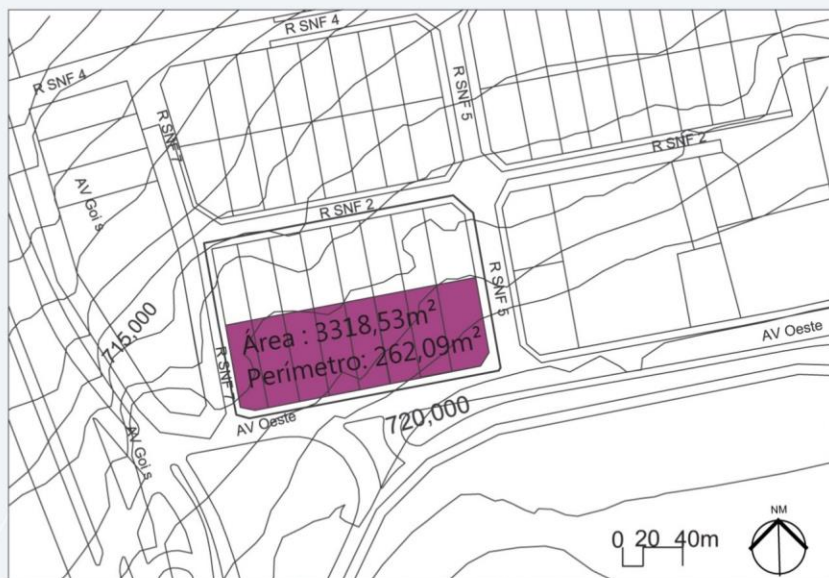 R SNF 4
R SNF 4
R SNF 5
R SNF 7
R SNF 2
AV Goi s
R SNF 2
715,000
Área : 3318,53m²
Perímetro: 262,09m²
R SNF 5
R SNF 7
AV Oeste
AV Oeste
720,000
AV Goi s
0 20 40m
NM